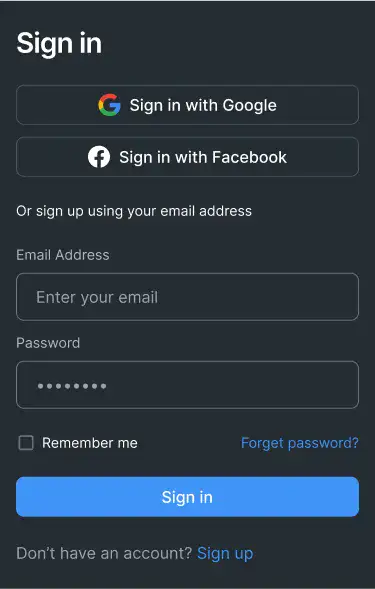 Sign in
Sign in with Google
Sign in with Facebook
Or sign up using your email address
Email Address
Enter your email
Password
••••••••
Remember me Forget password?
Sign in
Don't have an account? Sign up